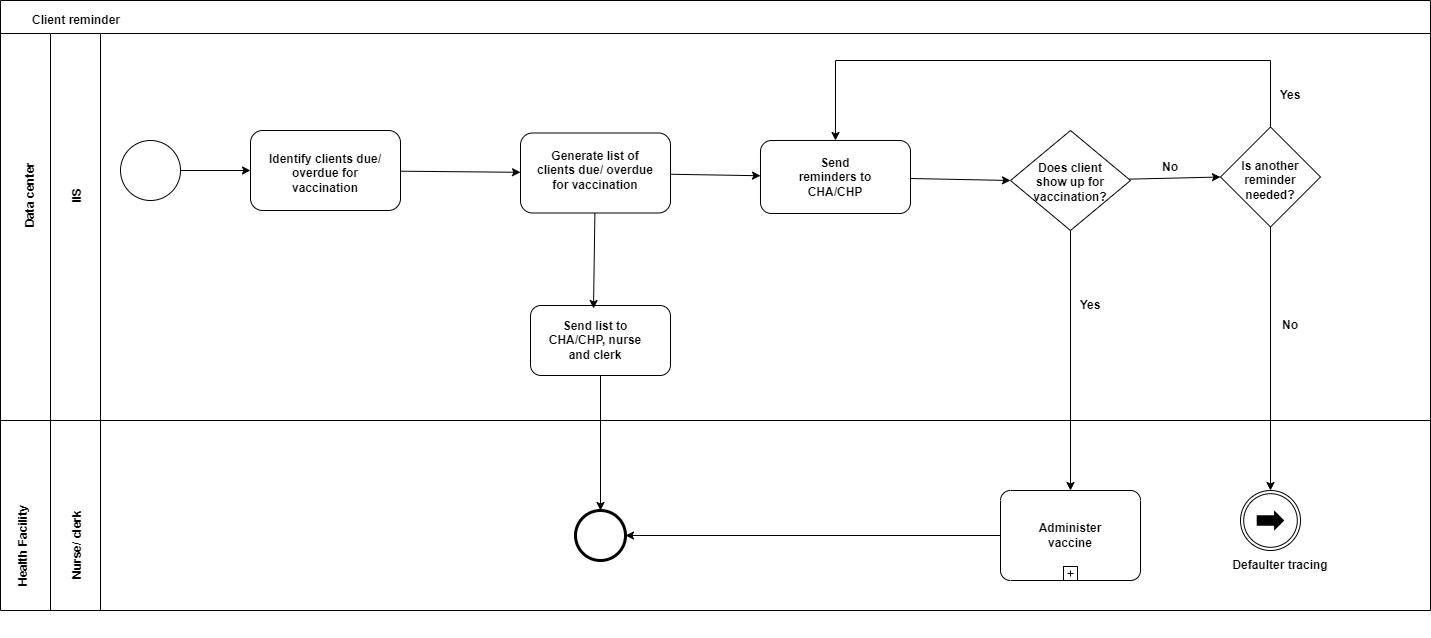 Client reminder
Data center
IIS
Identify clients due/
overdue for
vaccination
Generate list of
clients due/ overdue
for vaccination
Send
reminders to
CHA/CHP
Does client
show up for
vaccination?
No
Is another
reminder
needed?
Yes
Send list to
CHA/CHP, nurse
and clerk
Yes
No
Health Facility
Nurse/ clerk
Administer
vaccine
+
Defaulter tracing